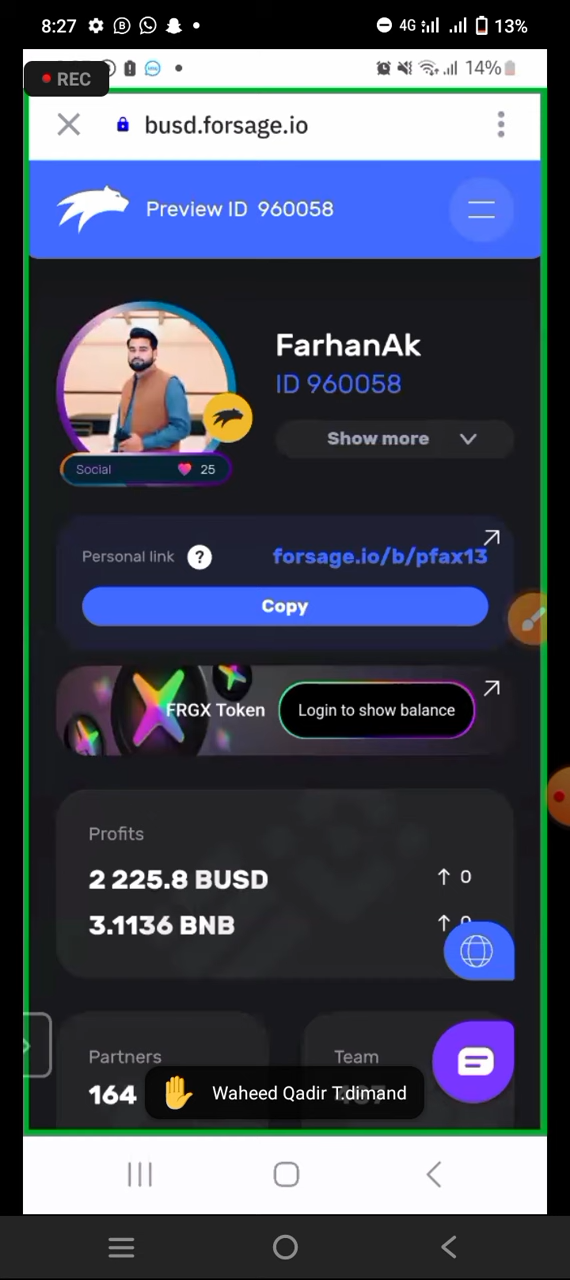 8:27
4G
13%
REC
14%
busd.forsage.io
Preview ID 960058
FarhanAk
ID 960058
Show more
Social 25
Personal link ? forsage.io/b/pfax13
Copy
FRGX Token Login to show balance
Profits
2 225.8 BUSD ↑ 0
3.1136 BNB ↑ 0
Partners Team
164
Waheed Qadir T.dimand